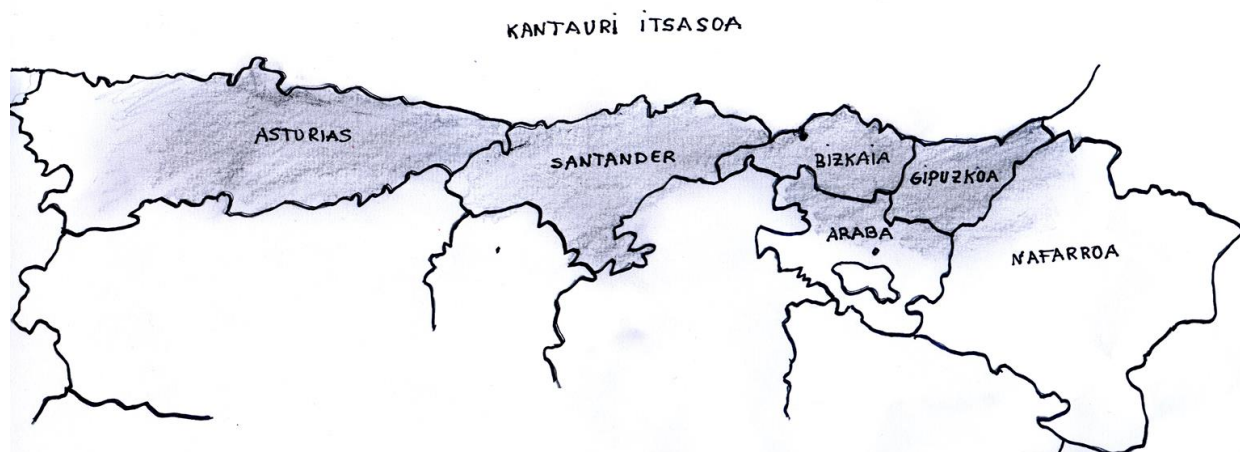 KANTAURI ITSASOA
ASTURIAS
SANTANDER
BIZKAIA
GIPUZKOA
ARABA
NAFARROA